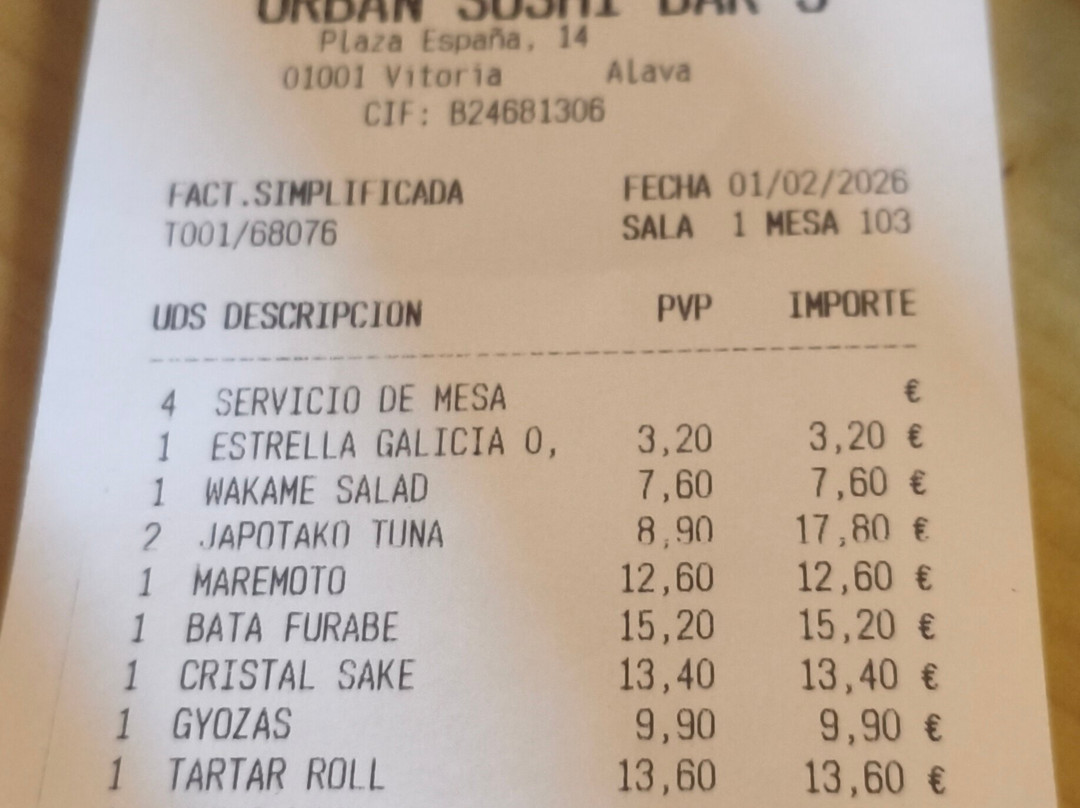 URBAN SUSHI BAR
Plaza España, 14
01001 Vitoria Alava
CIF: B24681306
FACT.SIMPLIFICADA FECHA 01/02/2026
T001/68076 SALA 1 MESA 103
UDS DESCRIPCION PVP IMPORTE
4 SERVICIO DE MESA €
1 ESTRELLA GALICIA 0, 3,20 3,20 €
1 WAKAME SALAD 7,60 7,60 €
2 JAPOTAKO TUNA 8,90 17,80 €
1 MAREMOTO 12,60 12,60 €
1 BATA FURABE 15,20 15,20 €
1 CRISTAL SAKE 13,40 13,40 €
1 GYOZAS 9,90 9,90 €
1 TARTAR ROLL 13,60 13,60 €